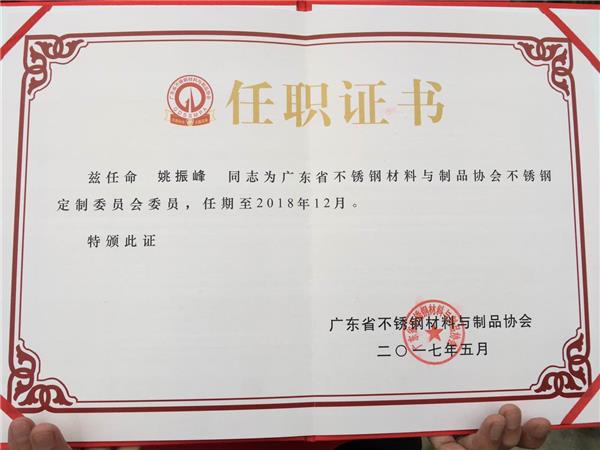 任职证书
兹任命 姚振峰 同志为广东省不锈钢材料与制品协会不锈钢
定制委员会委员，任期至2018年12月。
特颁此证
广东省不锈钢材料与制品协会
二〇一七年五月